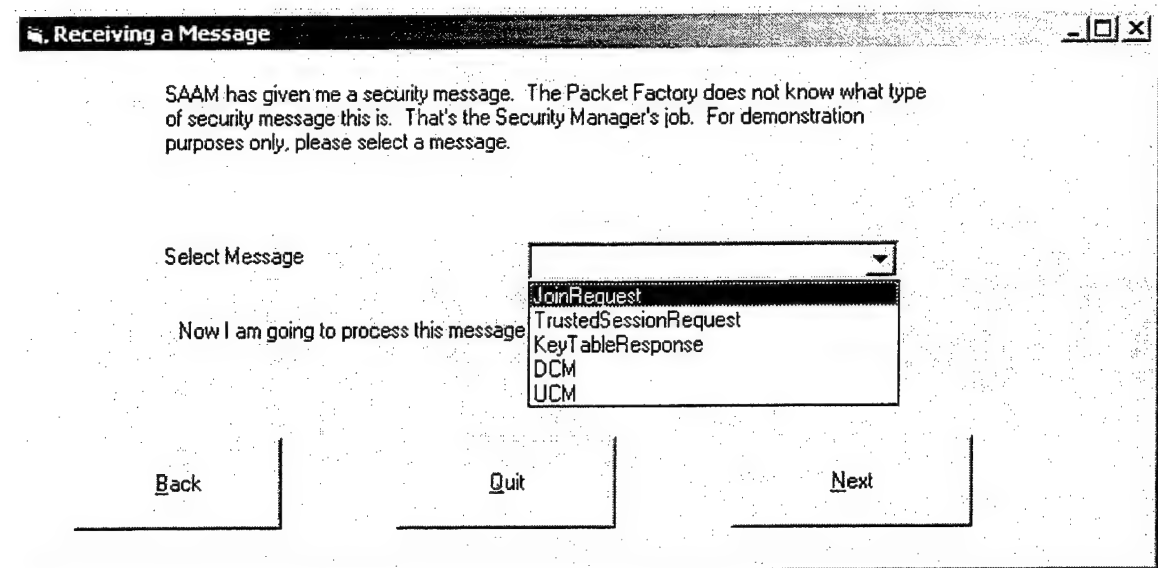 Receiving a Message
SAAM has given me a security message. The Packet Factory does not know what type
of security message this is. That's the Security Manager's job. For demonstration
purposes only, please select a message.
Select Message
JoinRequest
Now I am going to process this message
TrustedSessionRequest
KeyTableResponse
DCM
UCM
Back
Quit
Next